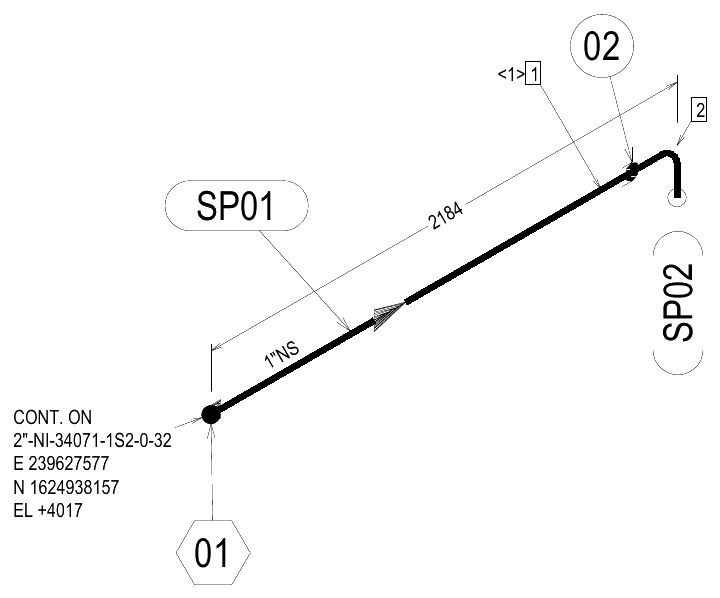 02
<1> 1
2
SP01
2184
SP02
1"NS
CONT. ON
2"-NI-34071-1S2-0-32
E 239627577
N 1624938157
EL +4017
01